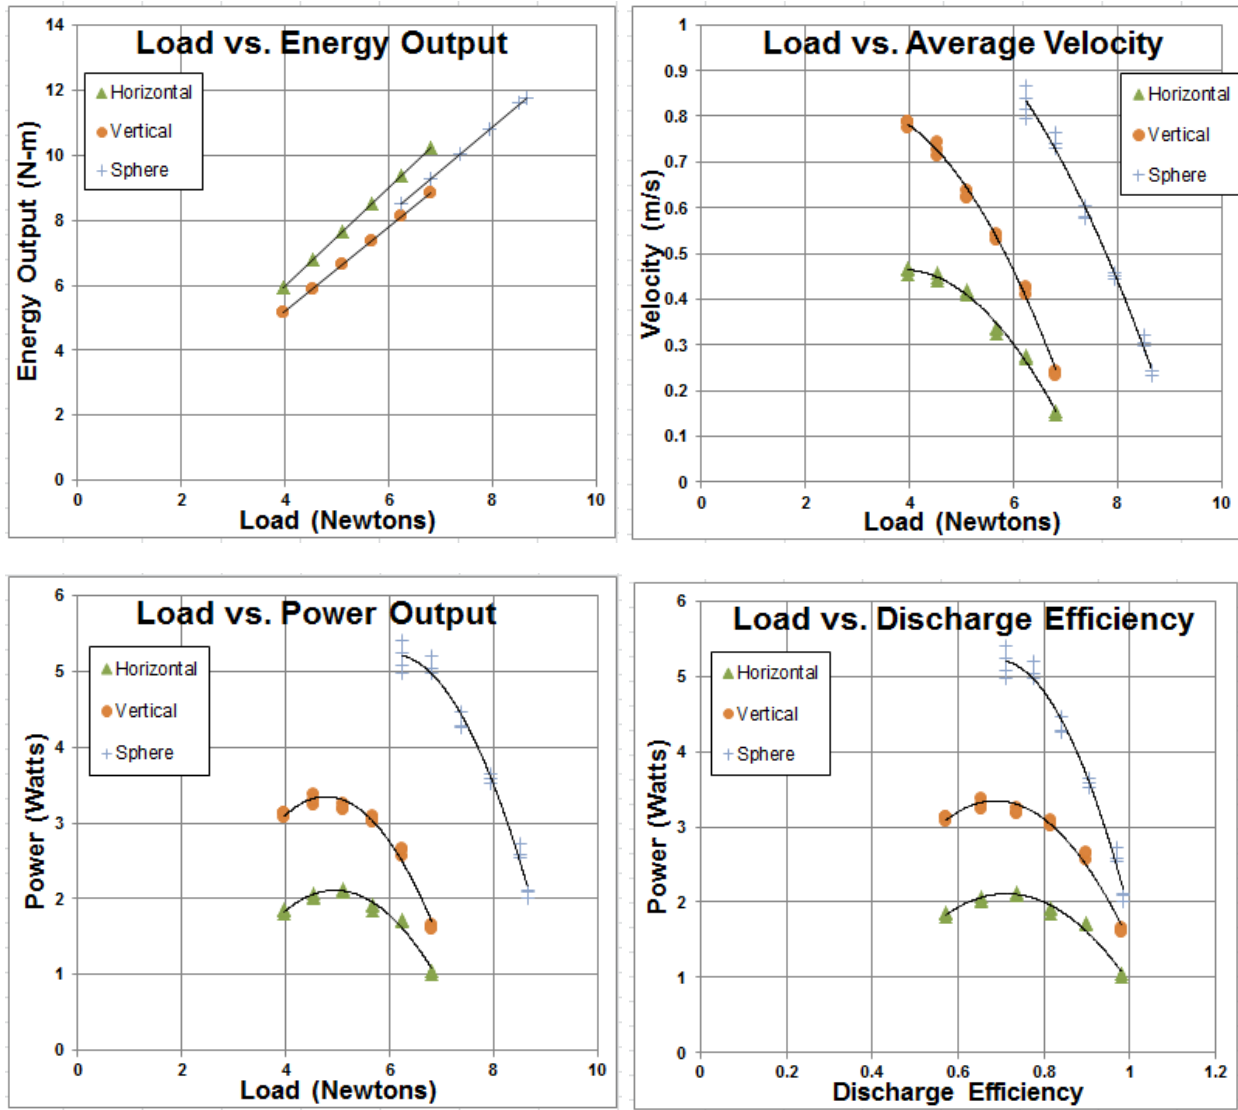 Load vs. Energy Output
Energy Output (N-m)
14
12
10
8
6
4
2
0
Horizontal
Vertical
Sphere
0 2 4 6 8 10
Load (Newtons)
Load vs. Average Velocity
Velocity (m/s)
1
0.9
0.8
0.7
0.6
0.5
0.4
0.3
0.2
0.1
0
Horizontal
Vertical
Sphere
0 2 4 6 8 10
Load (Newtons)
Load vs. Power Output
Power (Watts)
6
5
4
3
2
1
0
Horizontal
Vertical
Sphere
0 2 4 6 8 10
Load (Newtons)
Load vs. Discharge Efficiency
Power (Watts)
6
5
4
3
2
1
0
Horizontal
Vertical
Sphere
0 0.2 0.4 0.6 0.8 1 1.2
Discharge Efficiency